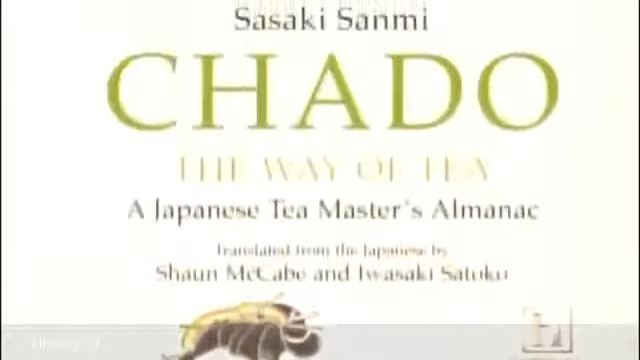 Sasaki Sanmi
CHADO
THE WAY OF TEA
A Japanese Tea Master's Almanac
Translated from the Japanese by
Shaun McCabe and Iwasaki Satoko